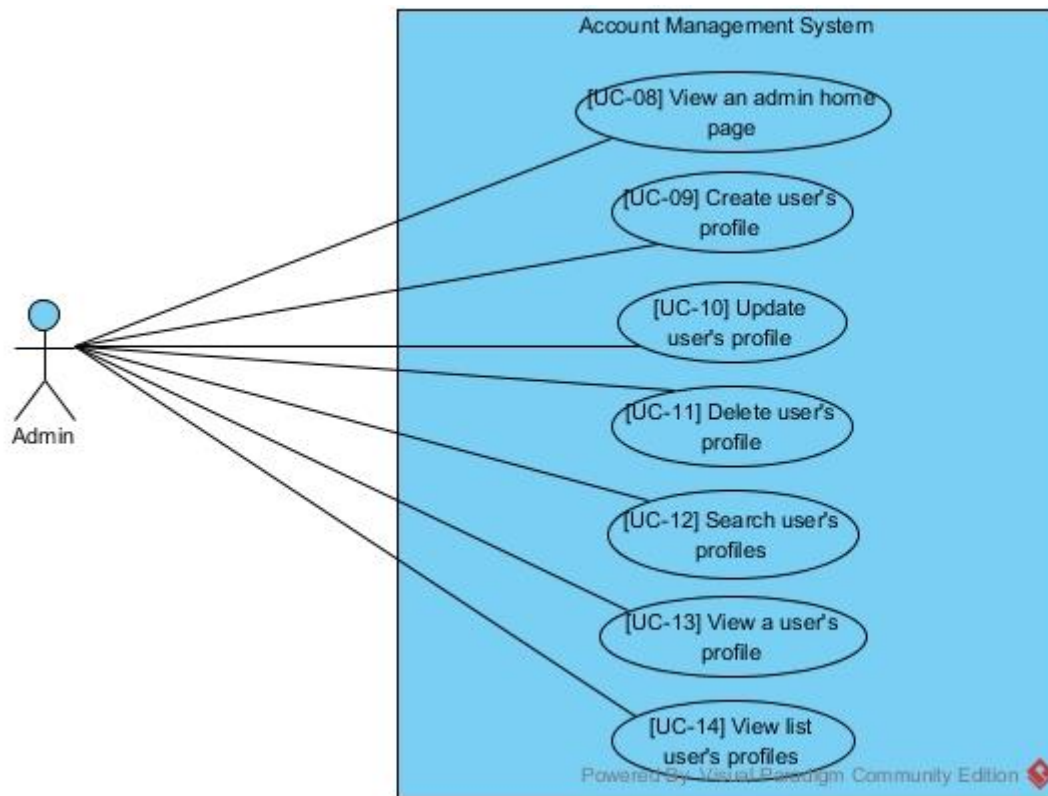 Account Management System
[UC-08] View an admin home
page
[UC-09] Create user's
profile
[UC-10] Update
user's profile
[UC-11] Delete user's
profile
Admin
[UC-12] Search user's
profiles
[UC-13] View a user's
profile
[UC-14] View list
user's profiles
Powered By Visual Paradigm Community Edition